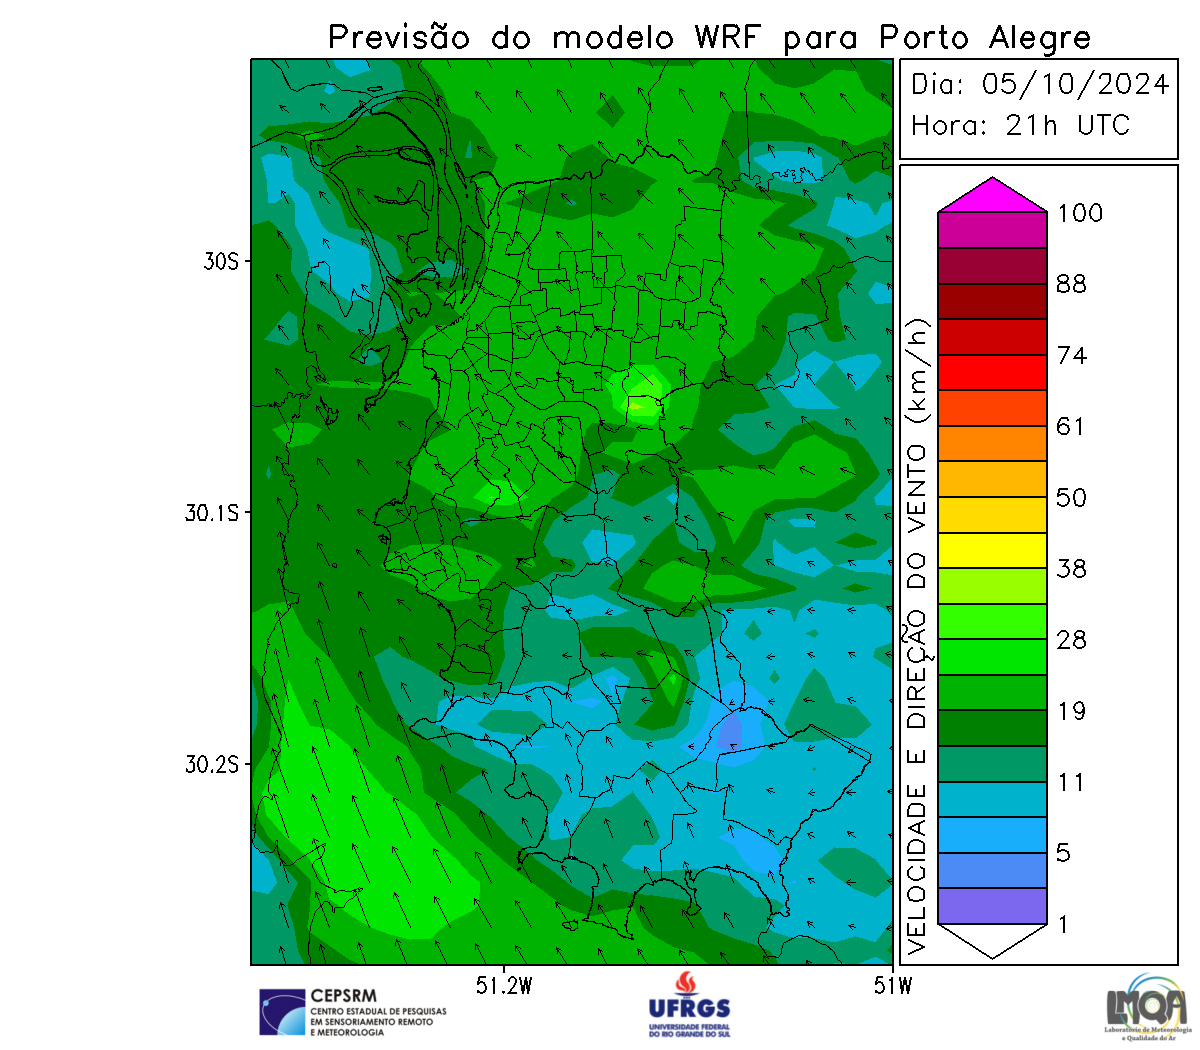 Previsão do modelo WRF para Porto Alegre
Dia: 05/10/2024
Hora: 21h UTC
VELOCIDADE E DIREÇÃO DO VENTO (km/h)
100
88
74
61
50
38
28
19
11
5
1
30S
30.1S
30.2S
51.2W
51W
CEPSRM
CENTRO ESTADUAL DE PESQUISAS
EM SENSORIAMENTO REMOTO
E METEOROLOGIA
UFRGS
UNIVERSIDADE FEDERAL
DO RIO GRANDE DO SUL
LMQA
Laboratório de Meteorologia
e Qualidade do Ar